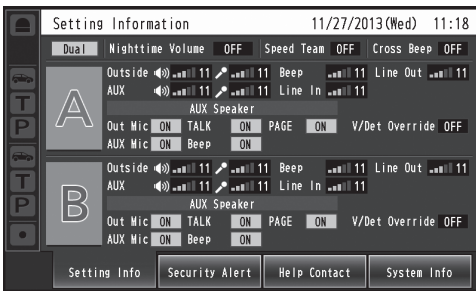 Setting Information 11/27/2013(Wed) 11:18
Dual Nighttime Volume OFF Speed Team OFF Cross Beep OFF
Outside 11 11 Beep 11 Line Out 11
AUX 11 11 Line In 11
A
AUX Speaker
Out Mic ON TALK ON PAGE ON V/Det Override OFF
AUX Mic ON Beep ON
T
P
Outside 11 11 Beep 11 Line Out 11
AUX 11 11 Line In 11
B
AUX Speaker
Out Mic ON TALK ON PAGE ON V/Det Override OFF
AUX Mic ON Beep ON
T
P
Setting Info Security Alert Help Contact System Info